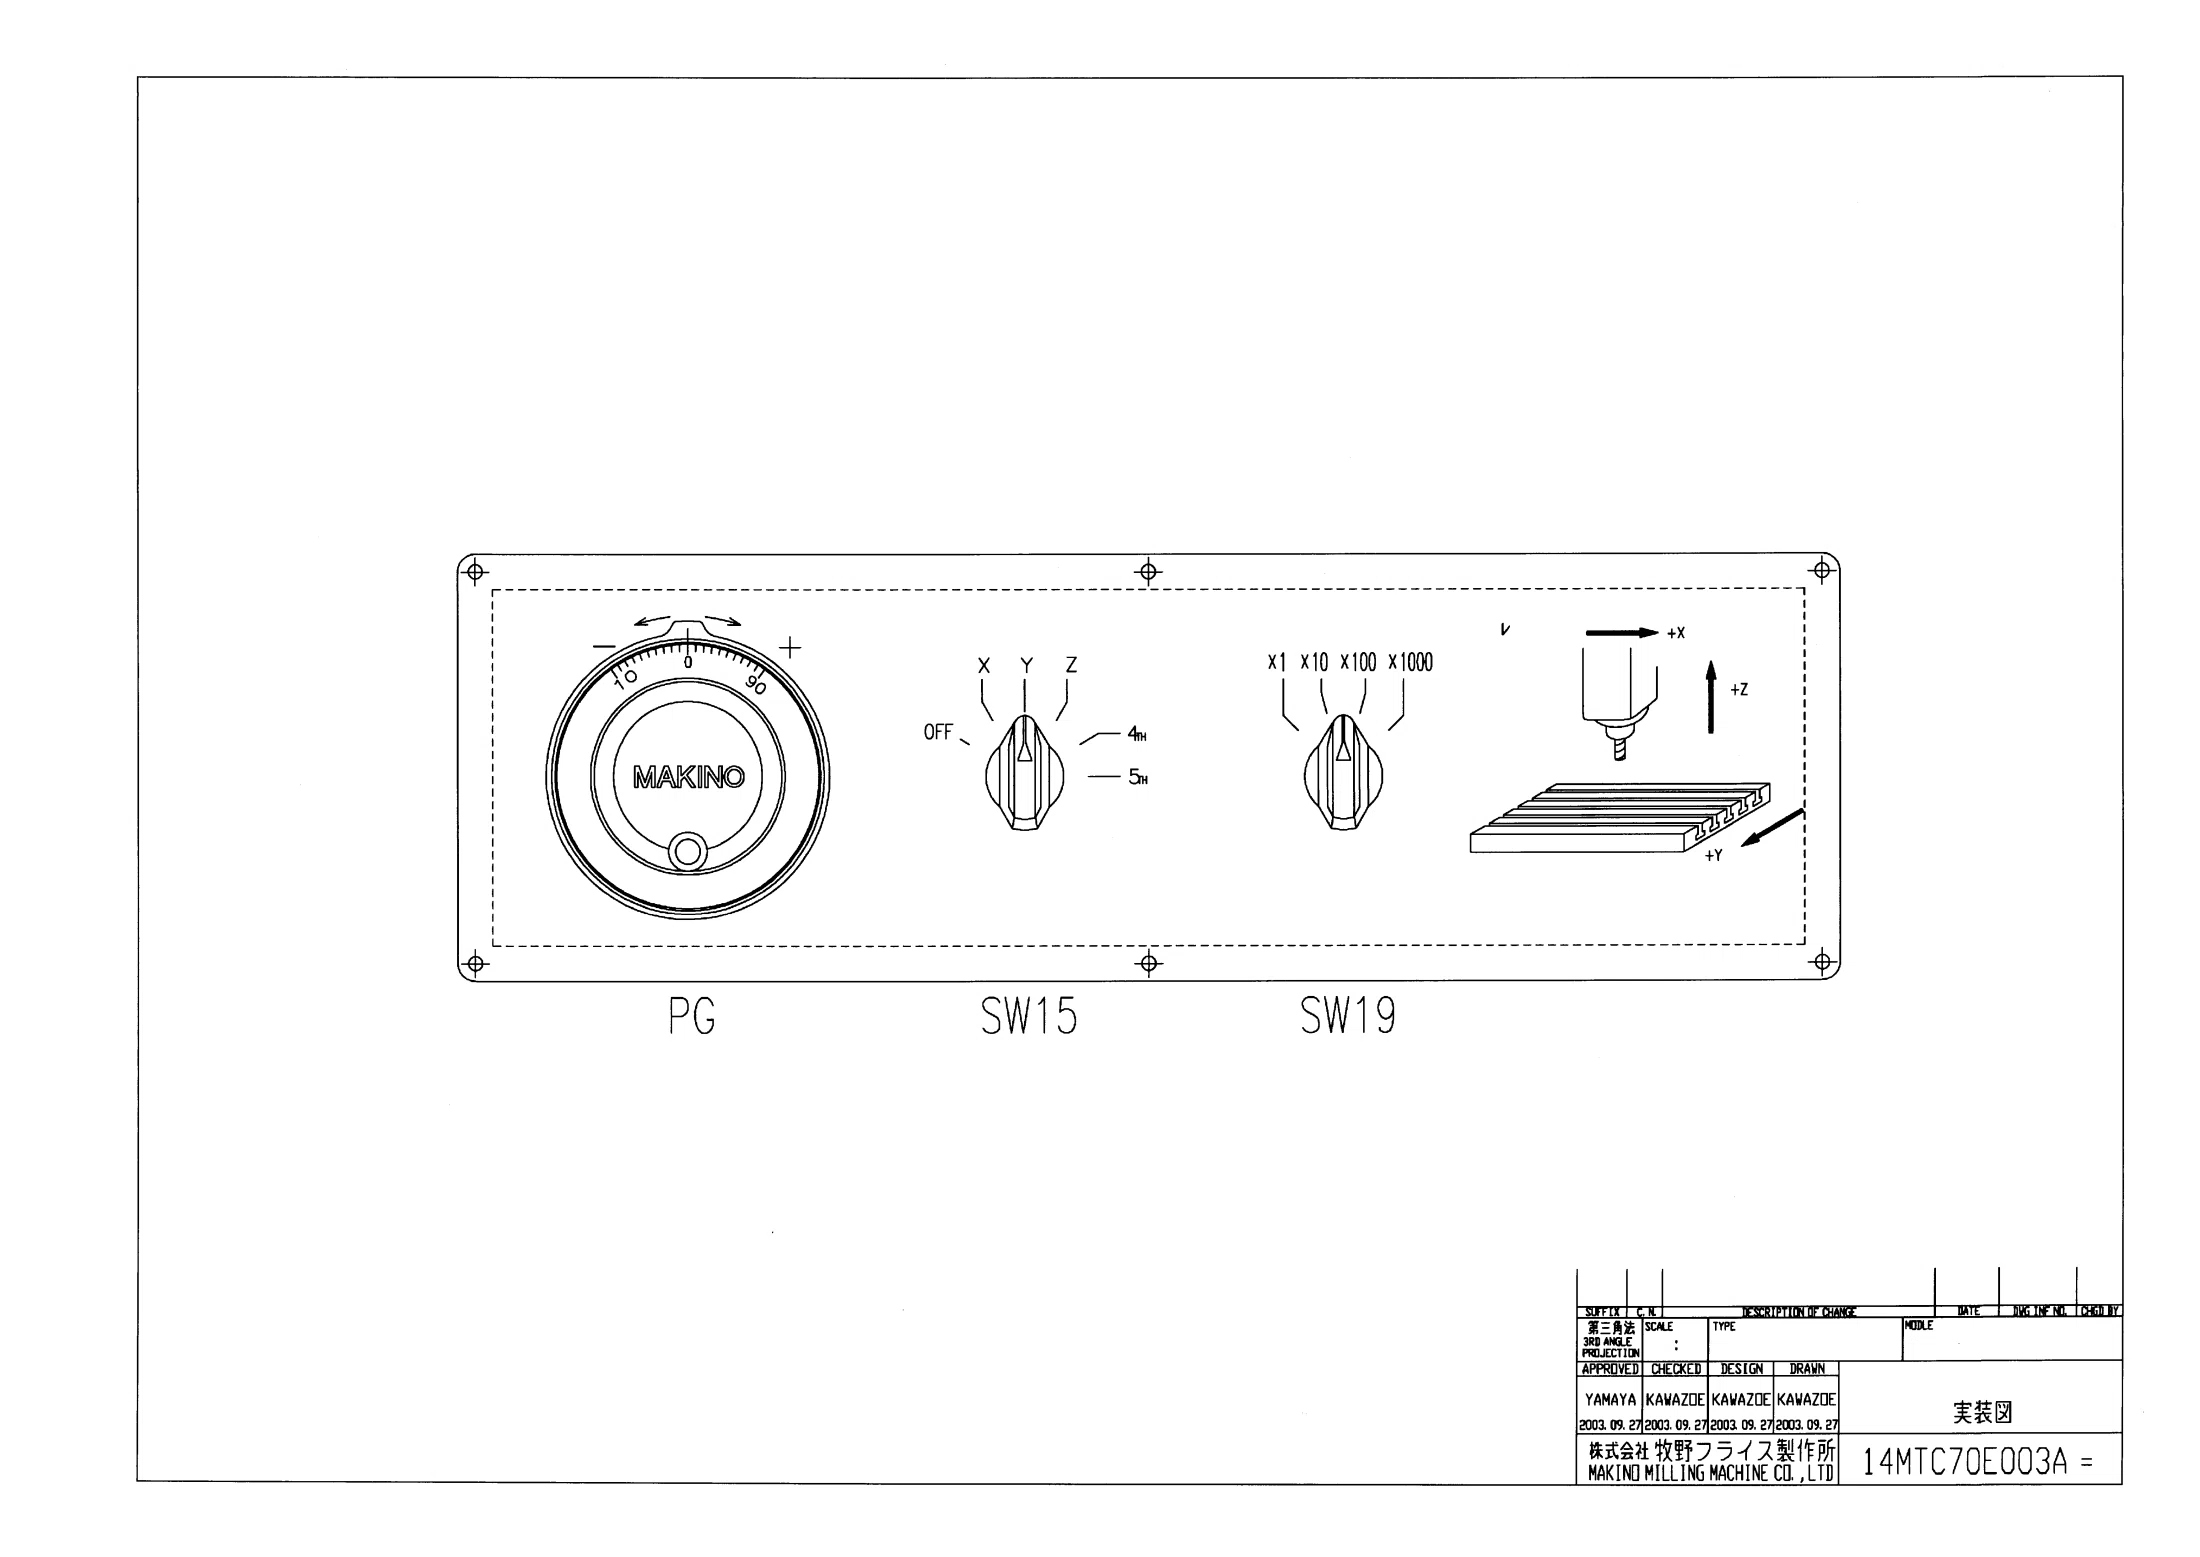 − +
0
10 90
MAKINO
X Y Z
OFF
4TH
5TH
X1 X10 X100 X1000
V
+X
+Z
+Y
PG SW15 SW19
SUFFIX C. N. DESCRIPTION OF CHANGE DATE DWG INF NO. CHGD BY
第三角法 SCALE TYPE MODLE
3RD ANGLE
PROJECTION
:
APPROVED CHECKED DESIGN DRAWN
YAMAYA KAWAZOE KAWAZOE KAWAZOE
2003. 09. 27 2003. 09. 27 2003. 09. 27 2003. 09. 27
実装図
株式会社 牧野フライス製作所
MAKINO MILLING MACHINE CO. ,LTD
14MTC70E003A =